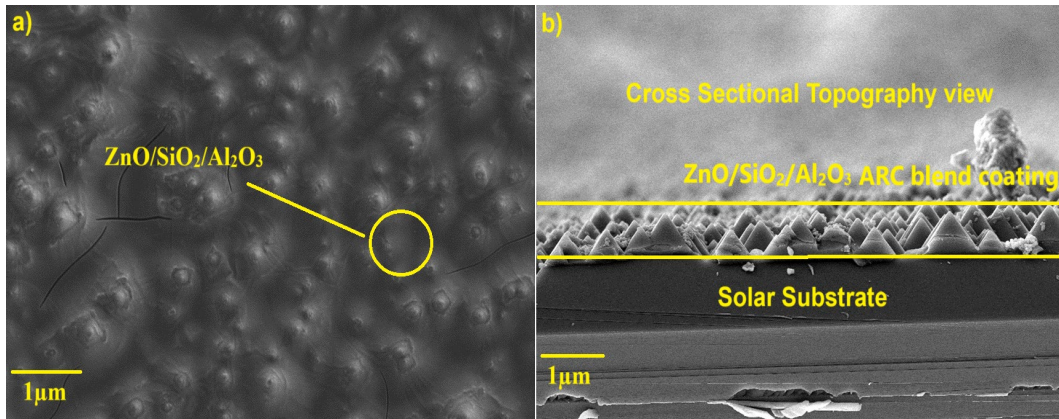 a)
ZnO/SiO₂/Al₂O₃
1µm
b)
Cross Sectional Topography view
ZnO/SiO₂/Al₂O₃ ARC blend coating
Solar Substrate
1µm